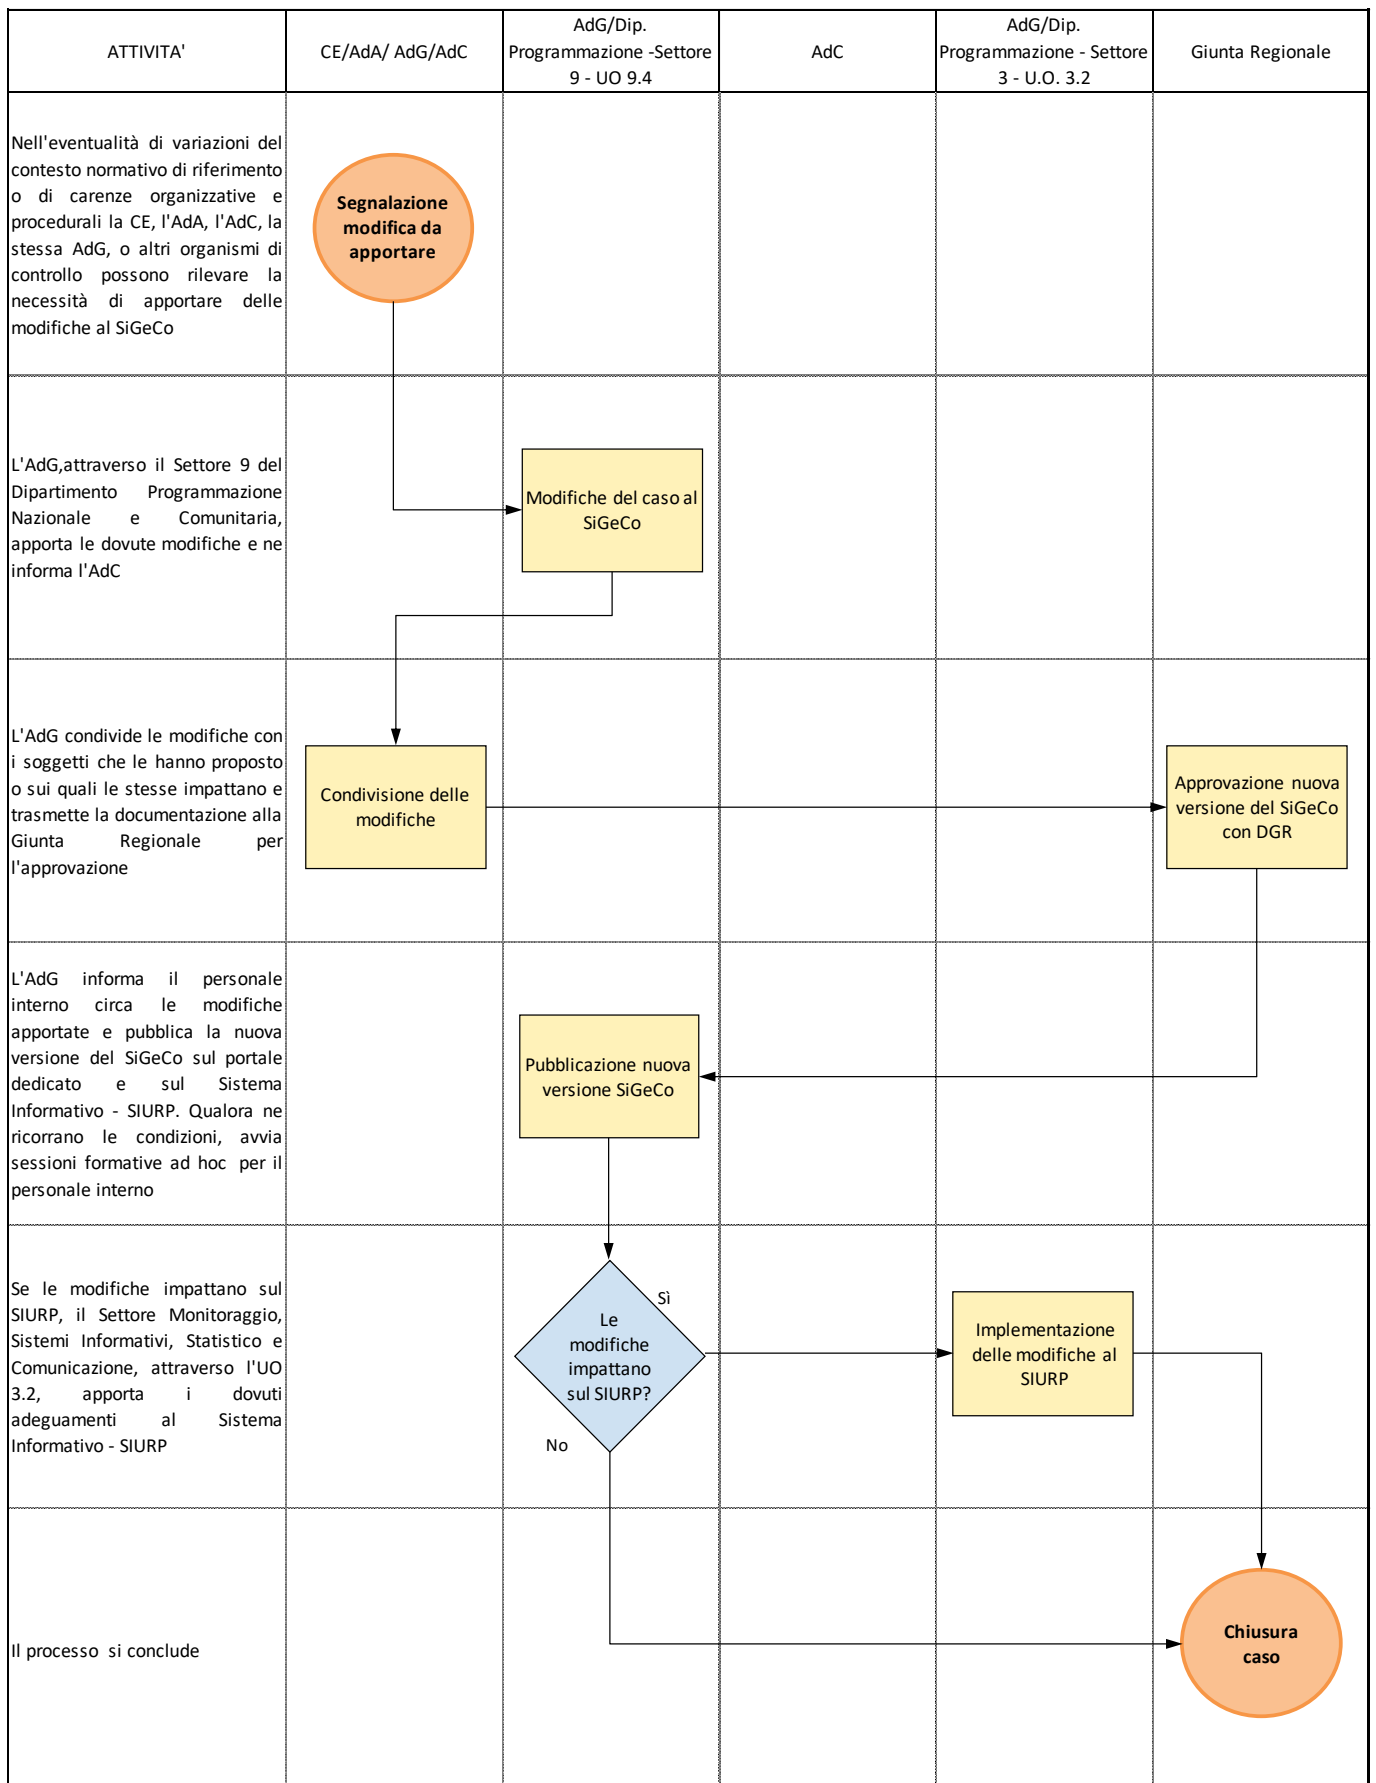 ATTIVITA'
CE/AdA/ AdG/AdC
AdG/Dip.
Programmazione -Settore
9 - UO 9.4
AdC
AdG/Dip.
Programmazione - Settore
3 - U.O. 3.2
Giunta Regionale
Nell'eventualità di variazioni del
contesto normativo di riferimento
o di carenze organizzative e
procedurali la CE, l'AdA, l'AdC, la
stessa AdG, o altri organismi di
controllo possono rilevare la
necessità di apportare delle
modifiche al SiGeCo
Segnalazione
modifica da
apportare
L'AdG,attraverso il Settore 9 del
Dipartimento Programmazione
Nazionale e Comunitaria,
apporta le dovute modifiche e ne
informa l'AdC
Modifiche del caso al
SiGeCo
L'AdG condivide le modifiche con
i soggetti che le hanno proposto
o sui quali le stesse impattano e
trasmette la documentazione alla
Giunta Regionale per
l'approvazione
Condivisione delle
modifiche
Approvazione nuova
versione del SiGeCo
con DGR
L'AdG informa il personale
interno circa le modifiche
apportate e pubblica la nuova
versione del SiGeCo sul portale
dedicato e sul Sistema
Informativo - SIURP. Qualora ne
ricorrano le condizioni, avvia
sessioni formative ad hoc per il
personale interno
Pubblicazione nuova
versione SiGeCo
Se le modifiche impattano sul
SIURP, il Settore Monitoraggio,
Sistemi Informativi, Statistico e
Comunicazione, attraverso l'UO
3.2, apporta i dovuti
adeguamenti al Sistema
Informativo - SIURP
Le
modifiche
impattano
sul SIURP?
Sì
No
Implementazione
delle modifiche al
SIURP
Il processo si conclude
Chiusura
caso